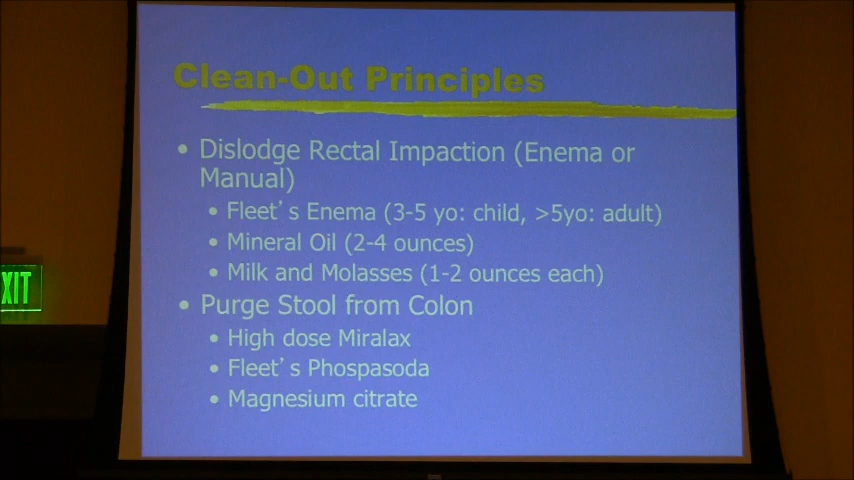 Clean-Out Principles
• Dislodge Rectal Impaction (Enema or
Manual)
• Fleet's Enema (3-5 yo: child, >5yo: adult)
• Mineral Oil (2-4 ounces)
• Milk and Molasses (1-2 ounces each)
• Purge Stool from Colon
• High dose Miralax
• Fleet's Phospasoda
• Magnesium citrate
XIT